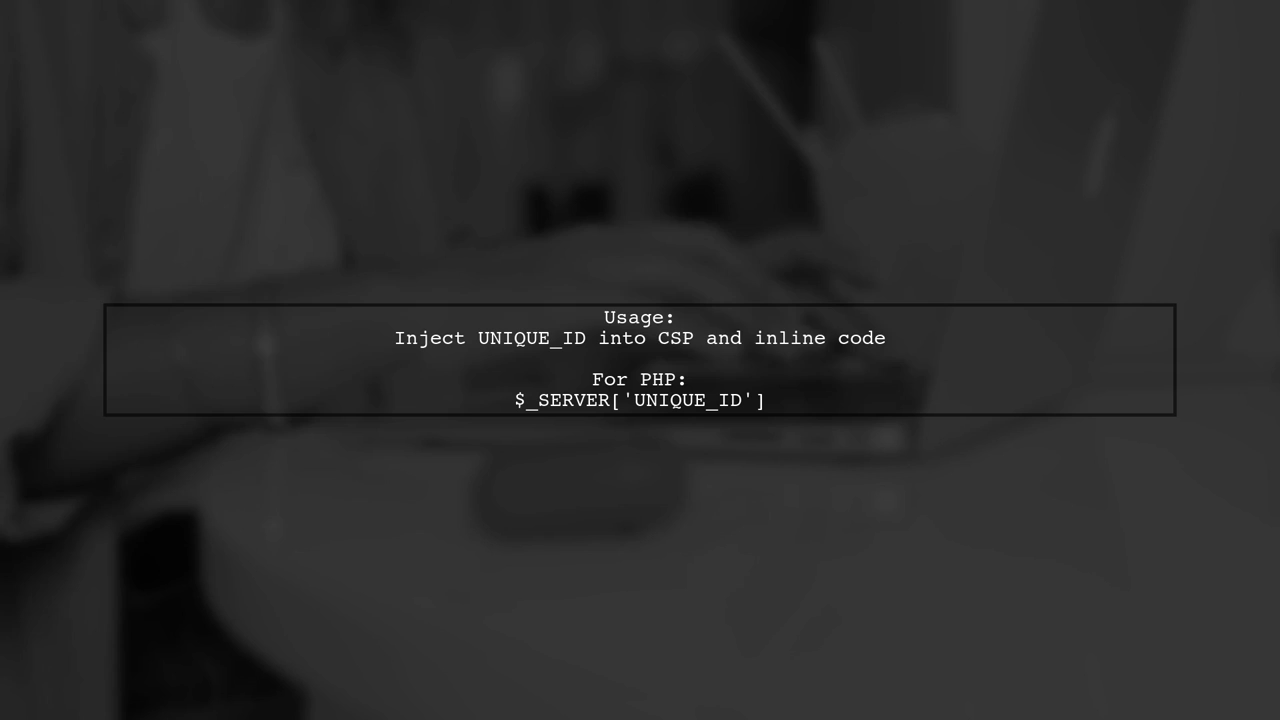 Usage:
Inject UNIQUE_ID into CSP and inline code
For PHP:
$_SERVER['UNIQUE_ID']